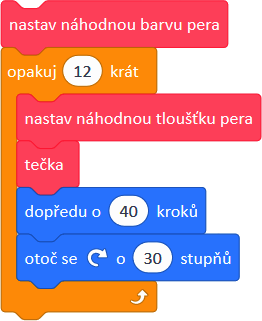 nastav náhodnou barvu pera
opakuj 12 krát
nastav náhodnou tloušťku pera
tečka
dopředu o 40 kroků
otoč se o 30 stupňů